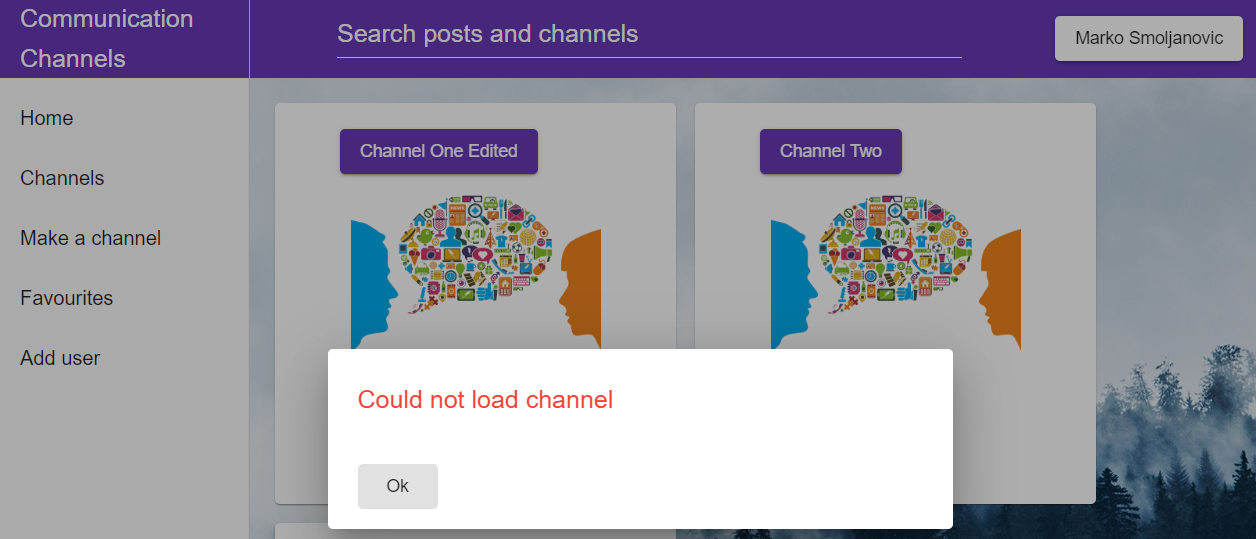 Communication
Channels
Search posts and channels
Marko Smoljanovic
Home
Channels
Make a channel
Favourites
Add user
Channel One Edited
Channel Two
Could not load channel
Ok